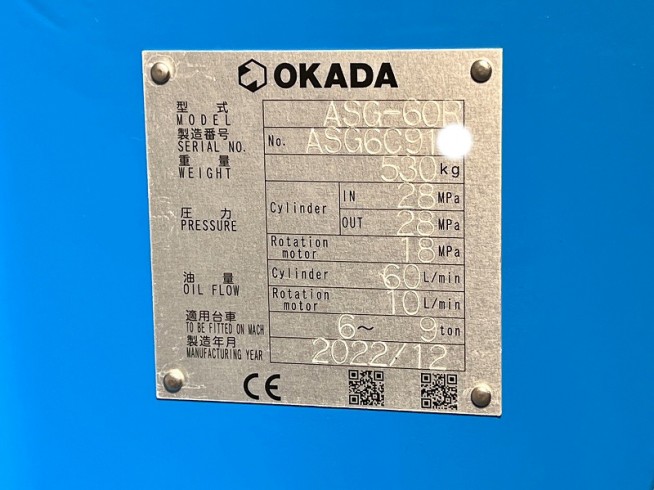 OKADA
型式 MODEL ASG-60R
製造番号 SERIAL NO. No. ASG6C91
重量 WEIGHT 530 kg
圧力 PRESSURE Cylinder IN 28 MPa
OUT 28 MPa
Rotation motor 18 MPa
油量 OIL FLOW Cylinder 60 L/min
Rotation motor 10 L/min
適用台車 TO BE FITTED ON MACH 6～9 ton
製造年月 MANUFACTURING YEAR 2022/12
CE